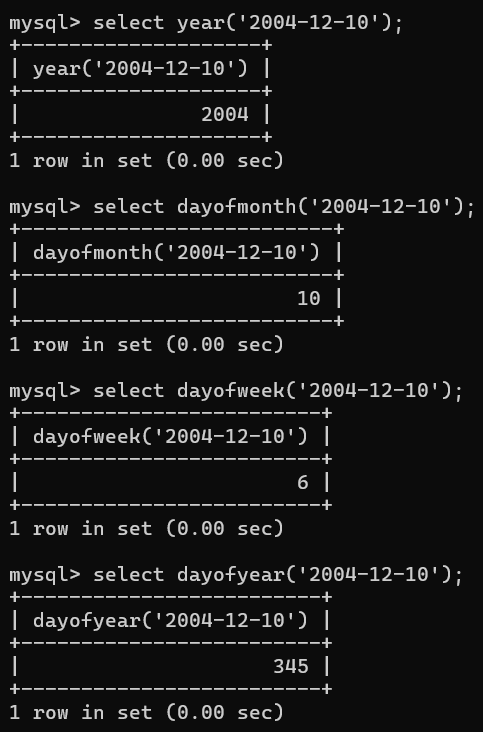 mysql> select year('2004-12-10');
+--------------------+
| year('2004-12-10') |
+--------------------+
|               2004 |
+--------------------+
1 row in set (0.00 sec)

mysql> select dayofmonth('2004-12-10');
+--------------------------+
| dayofmonth('2004-12-10') |
+--------------------------+
|                       10 |
+--------------------------+
1 row in set (0.00 sec)

mysql> select dayofweek('2004-12-10');
+-------------------------+
| dayofweek('2004-12-10') |
+-------------------------+
|                       6 |
+-------------------------+
1 row in set (0.00 sec)

mysql> select dayofyear('2004-12-10');
+-------------------------+
| dayofyear('2004-12-10') |
+-------------------------+
|                     345 |
+-------------------------+
1 row in set (0.00 sec)